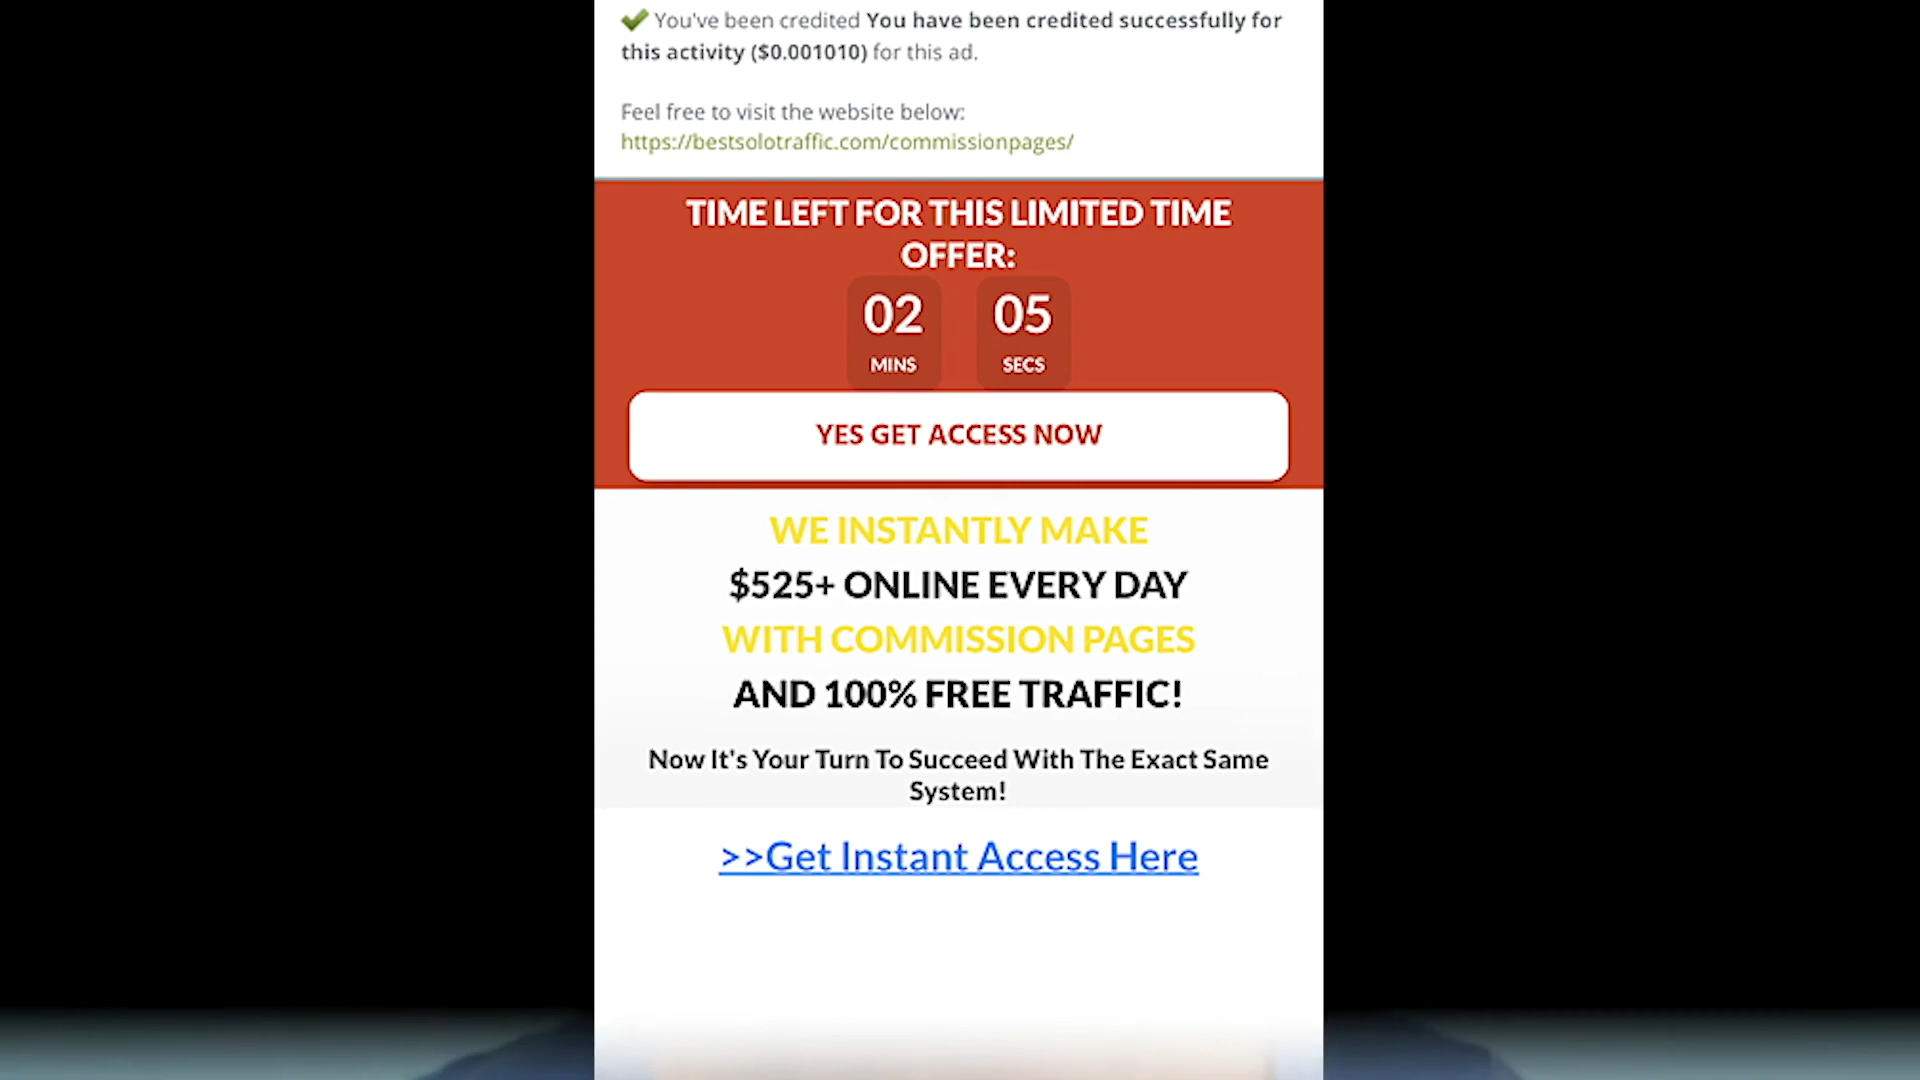 You've been credited You have been credited successfully for
this activity ($0.001010) for this ad.
Feel free to visit the website below:
https://bestsolotraffic.com/commissionpages/
TIME LEFT FOR THIS LIMITED TIME
OFFER:
02 05
MINS SECS
YES GET ACCESS NOW
WE INSTANTLY MAKE
$525+ ONLINE EVERY DAY
WITH COMMISSION PAGES
AND 100% FREE TRAFFIC!
Now It's Your Turn To Succeed With The Exact Same
System!
>>Get Instant Access Here